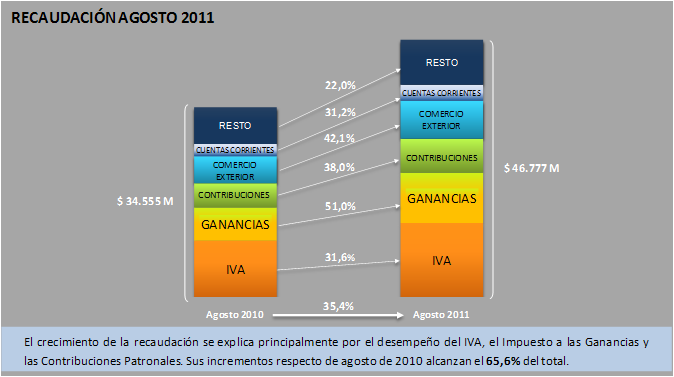 RECAUDACIÓN AGOSTO 2011
RESTO
22,0%
CUENTAS CORRIENTES
31,2%
RESTO
COMERCIO
EXTERIOR
42,1%
CUENTAS CORRIENTES
COMERCIO
EXTERIOR
38,0%
CONTRIBUCIONES
$ 46.777 M
CONTRIBUCIONES
$ 34.555 M
51,0%
GANANCIAS
GANANCIAS
31,6%
IVA
IVA
35,4%
Agosto 2010
Agosto 2011
El crecimiento de la recaudación se explica principalmente por el desempeño del IVA, el Impuesto a las Ganancias y
las Contribuciones Patronales. Sus incrementos respecto de agosto de 2010 alcanzan el 65,6% del total.